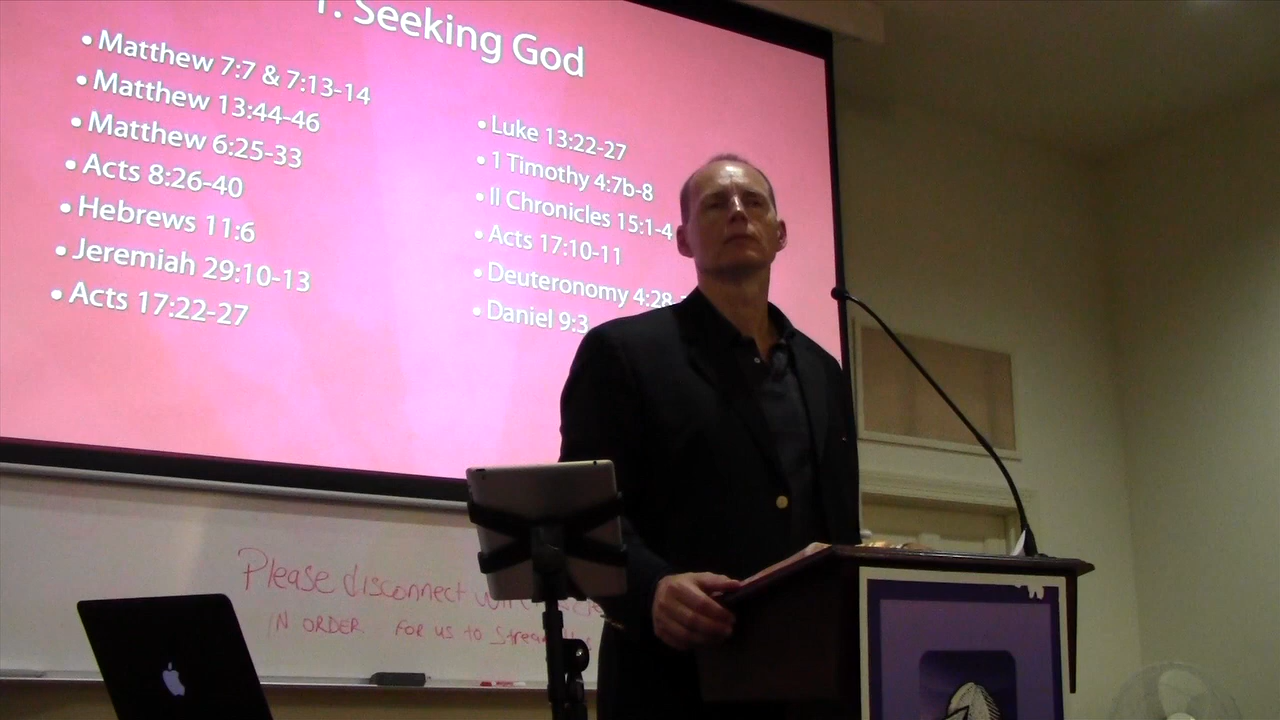 1. Seeking God
• Matthew 7:7 & 7:13-14
• Matthew 13:44-46
• Matthew 6:25-33
• Acts 8:26-40
• Hebrews 11:6
• Jeremiah 29:10-13
• Acts 17:22-27
• Luke 13:22-27
• 1 Timothy 4:7b-8
• II Chronicles 15:1-4
• Acts 17:10-11
• Deuteronomy 4:28-
• Daniel 9:3
Please disconnect
IN ORDER FOR us to